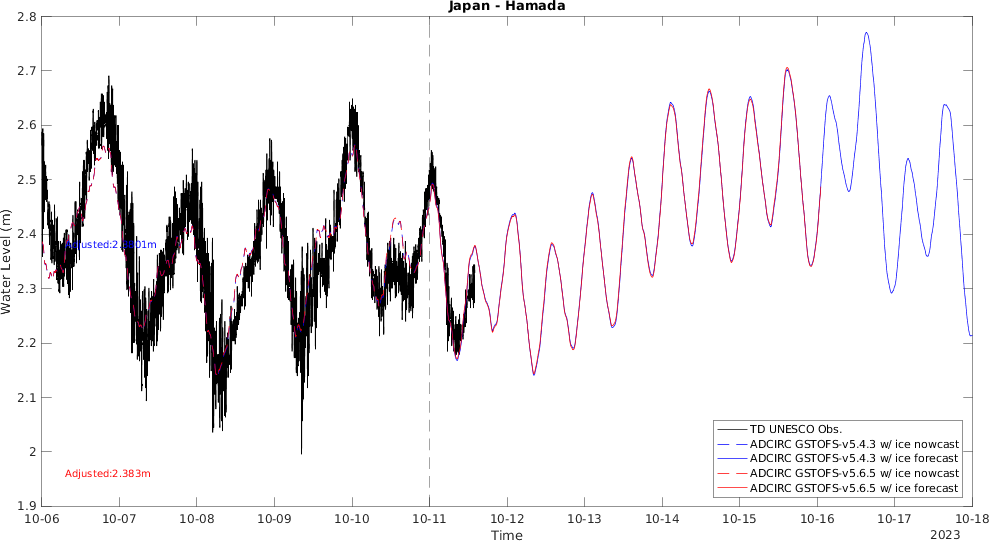 Japan - Hamada
2.8
2.7
2.6
2.5
2.4
2.3
2.2
2.1
2
1.9
Water Level (m)
Adjusted:2.383m
TD UNESCO Obs.
ADCIRC GSTOFS-v5.4.3 w/ ice nowcast
ADCIRC GSTOFS-v5.4.3 w/ ice forecast
ADCIRC GSTOFS-v5.6.5 w/ ice nowcast
ADCIRC GSTOFS-v5.6.5 w/ ice forecast
10-06 10-07 10-08 10-09 10-10 10-11 10-12 10-13 10-14 10-15 10-16 10-17 10-18
Time
2023